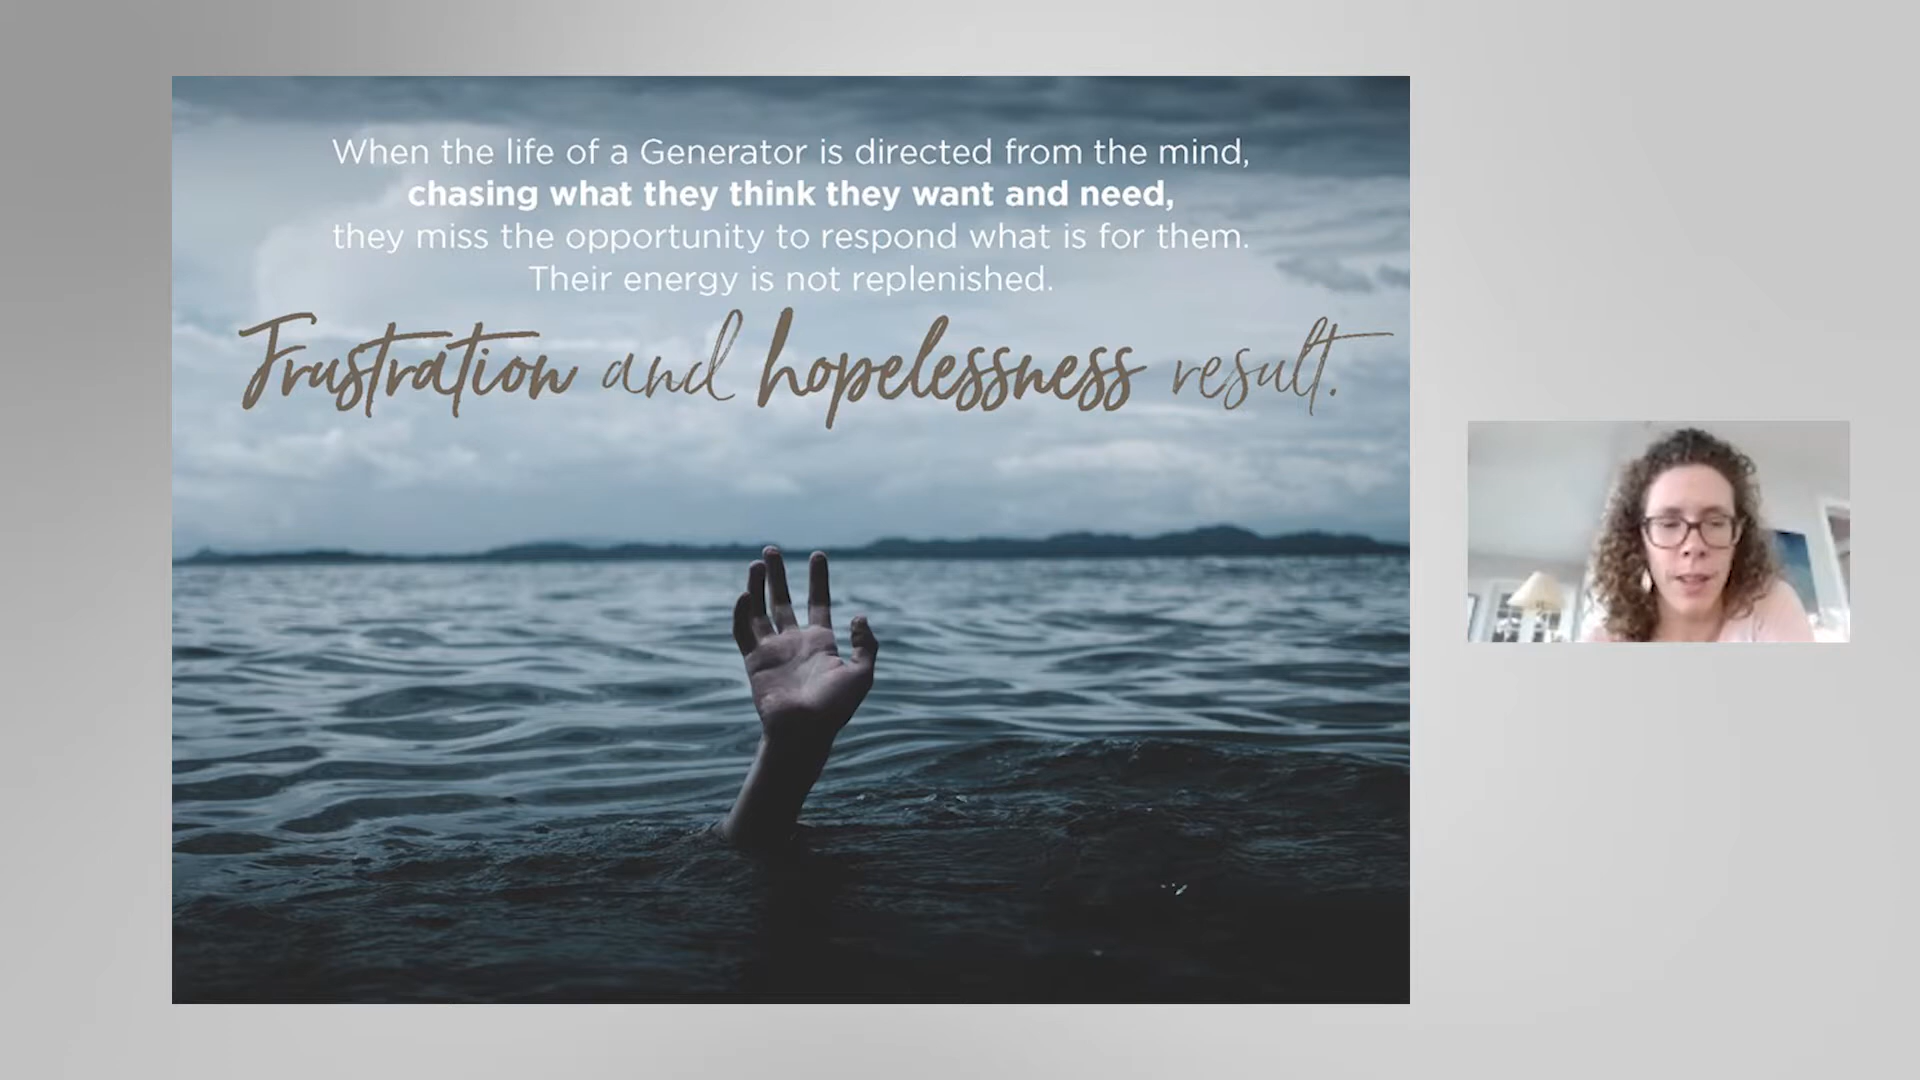 When the life of a Generator is directed from the mind,
chasing what they think they want and need,
they miss the opportunity to respond what is for them.
Their energy is not replenished.
Frustration and hopelessness result.